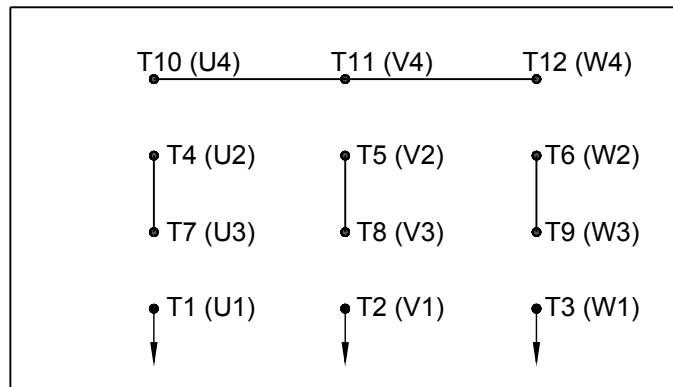 T10 (U4) T11 (V4) T12 (W4)
T4 (U2) T5 (V2) T6 (W2)
T7 (U3) T8 (V3) T9 (W3)
T1 (U1) T2 (V1) T3 (W1)